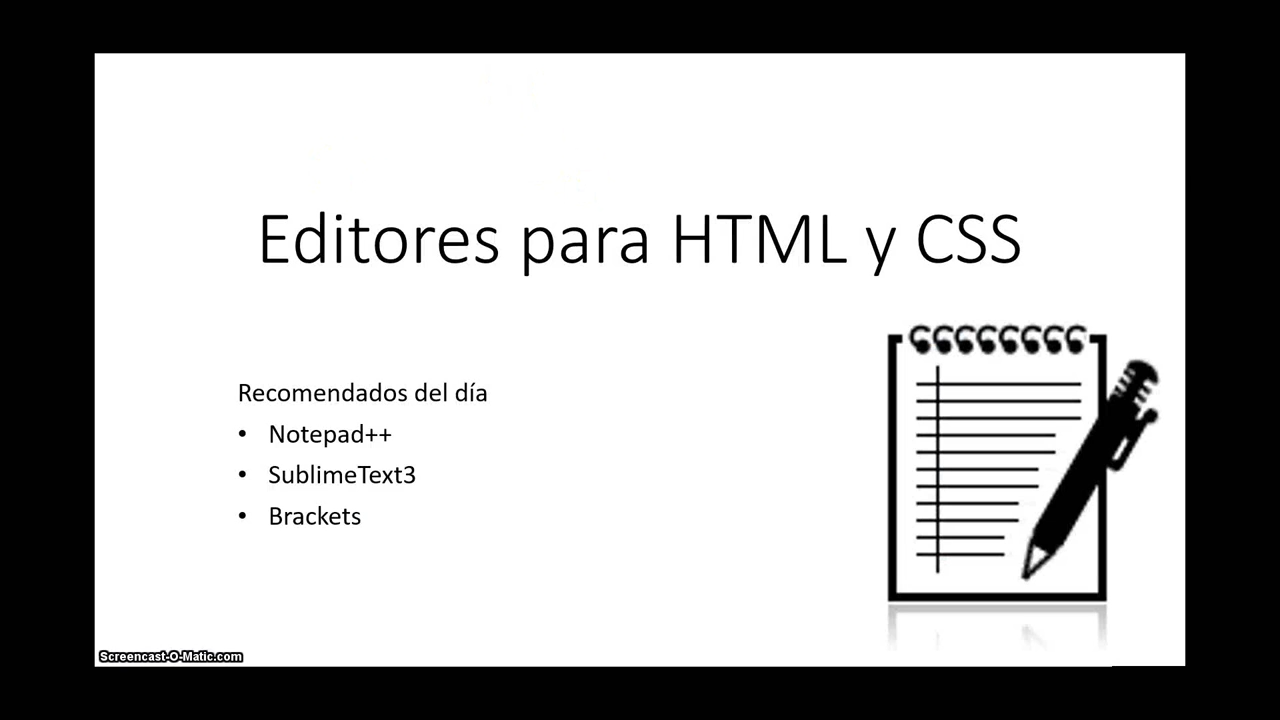 Editores para HTML y CSS
Recomendados del día
• Notepad++
• SublimeText3
• Brackets
Screencast-O-Matic.com